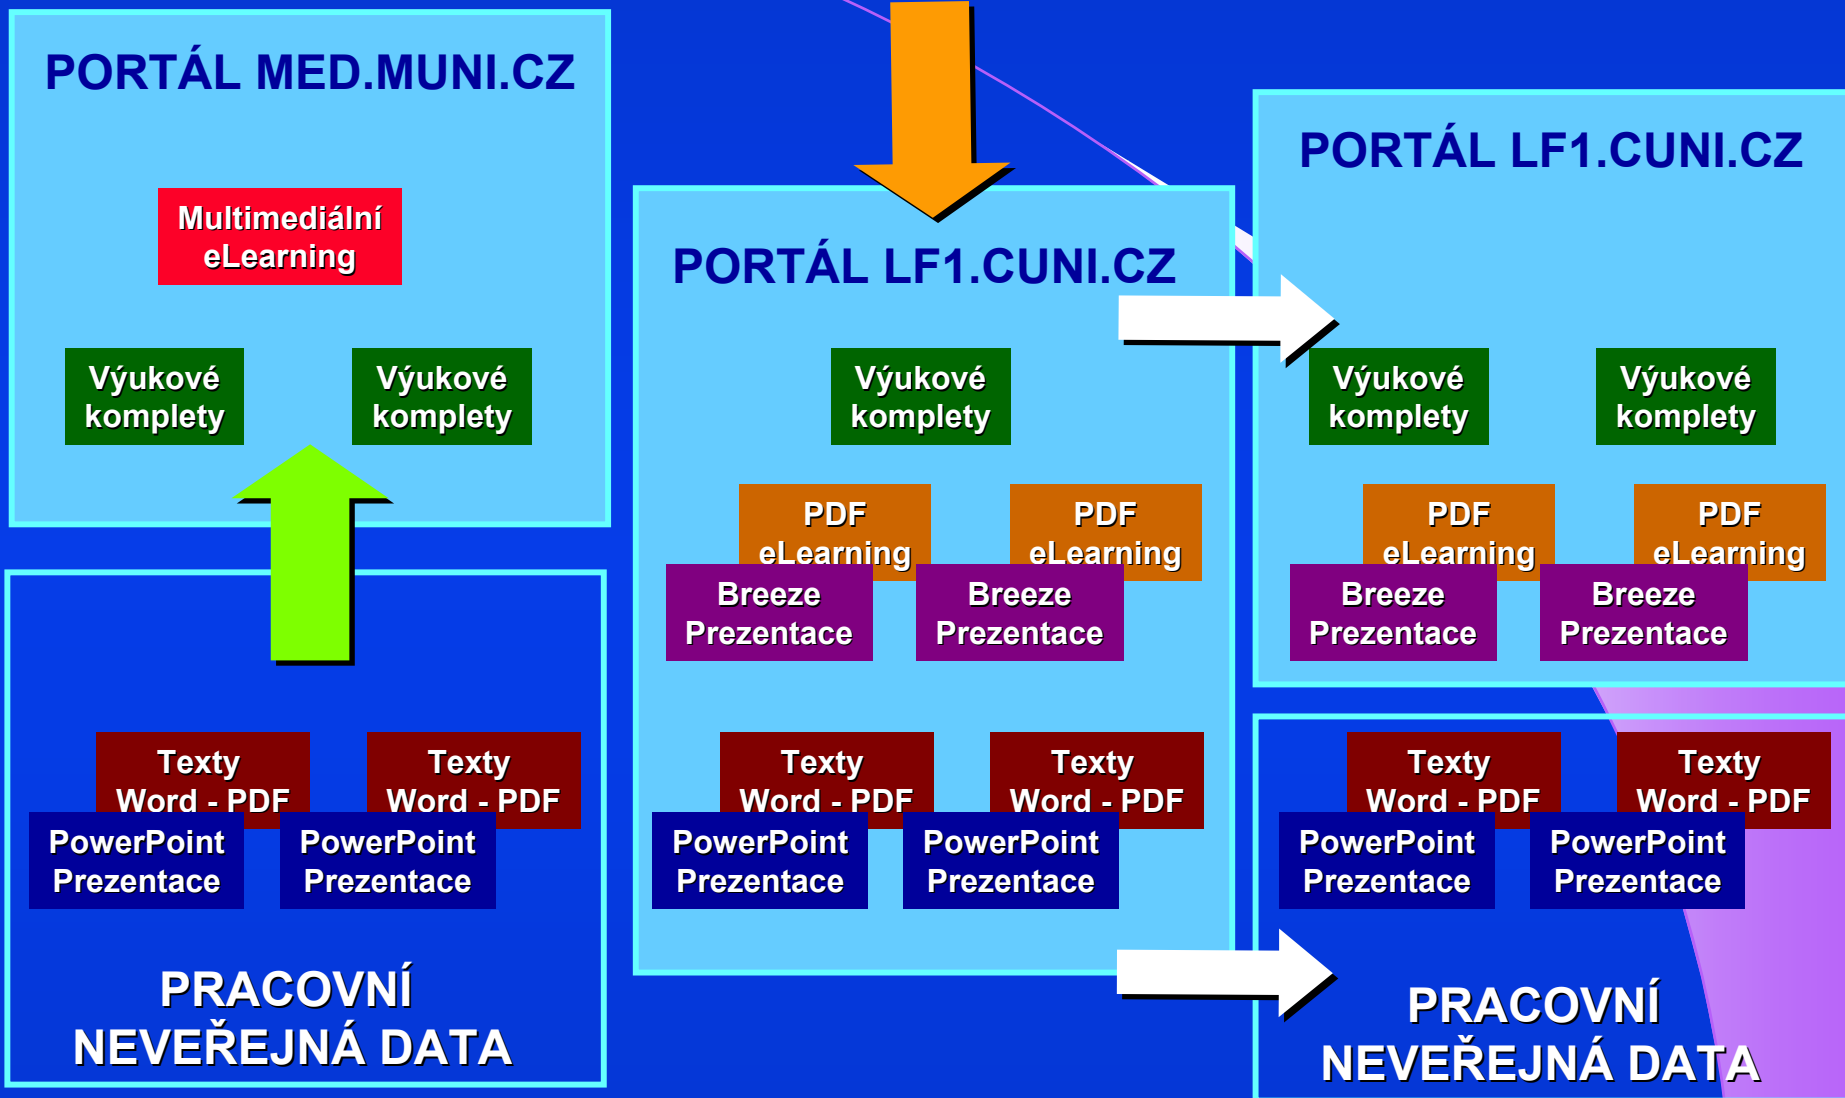 PORTÁL MED.MUNI.CZ
Multimediální
eLearning
Výukové
komplety
Výukové
komplety
Texty
Word - PDF
Texty
Word - PDF
PowerPoint
Prezentace
PowerPoint
Prezentace
PRACOVNÍ
NEVEŘEJNÁ DATA
PORTÁL LF1.CUNI.CZ
Výukové
komplety
PDF
eLearning
PDF
eLearning
Breeze
Prezentace
Breeze
Prezentace
Texty
Word - PDF
Texty
Word - PDF
PowerPoint
Prezentace
PowerPoint
Prezentace
PORTÁL LF1.CUNI.CZ
Výukové
komplety
Výukové
komplety
PDF
eLearning
PDF
eLearning
Breeze
Prezentace
Breeze
Prezentace
Texty
Word - PDF
Texty
Word - PDF
PowerPoint
Prezentace
PowerPoint
Prezentace
PRACOVNÍ
NEVEŘEJNÁ DATA